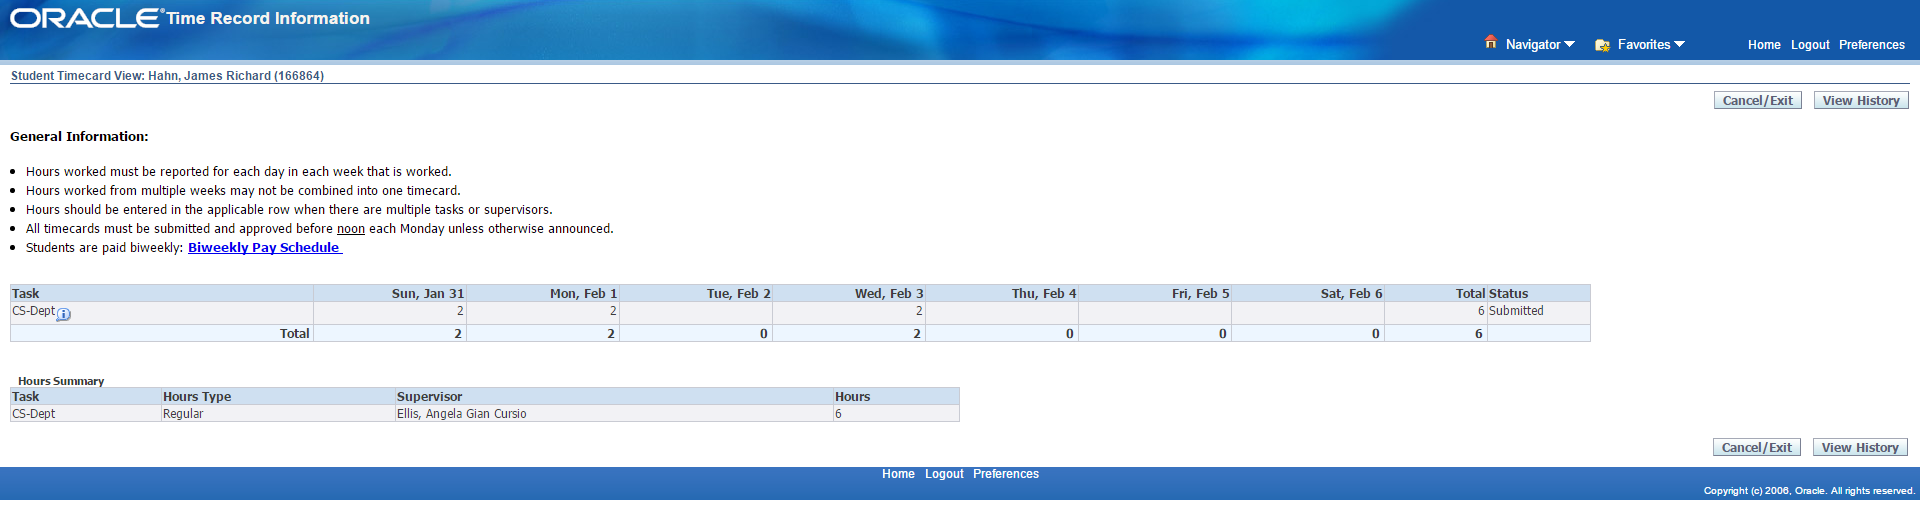 ORACLE® Time Record Information
Navigator Favorites Home Logout Preferences
Student Timecard View: Hahn, James Richard (166864)
Cancel/Exit View History
General Information:
• Hours worked must be reported for each day in each week that is worked.
• Hours worked from multiple weeks may not be combined into one timecard.
• Hours should be entered in the applicable row when there are multiple tasks or supervisors.
• All timecards must be submitted and approved before noon each Monday unless otherwise announced.
• Students are paid biweekly: Biweekly Pay Schedule
Task Sun, Jan 31 Mon, Feb 1 Tue, Feb 2 Wed, Feb 3 Thu, Feb 4 Fri, Feb 5 Sat, Feb 6 Total Status
CS-Dept 2 2 2 6 Submitted
Total 2 2 0 2 0 0 0 6
Hours Summary
Task Hours Type Supervisor Hours
CS-Dept Regular Ellis, Angela Gian Cursio 6
Cancel/Exit View History
Home Logout Preferences
Copyright (c) 2006, Oracle. All rights reserved.